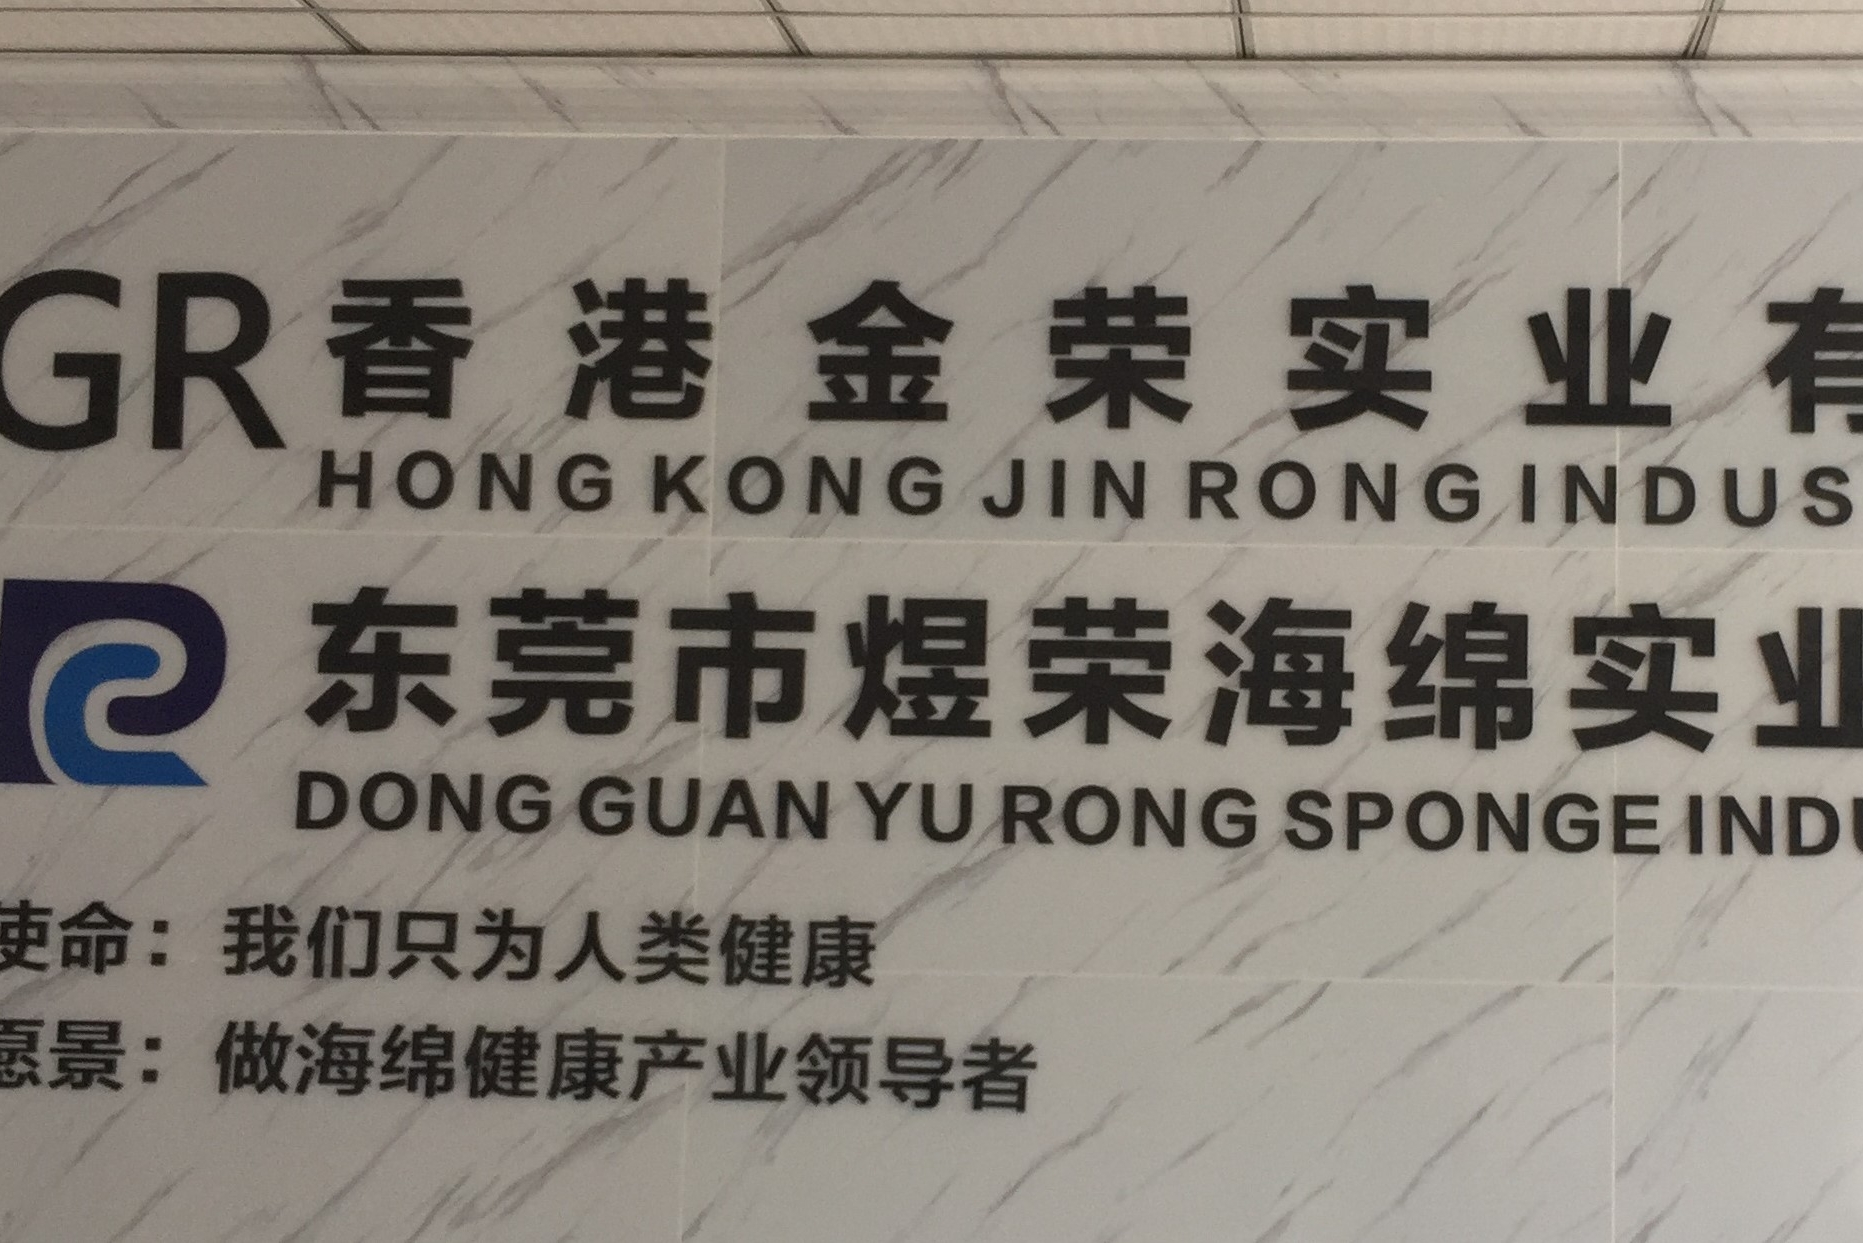 GR 香港金荣实业有
HONG KONG JIN RONG INDUS
东莞市煜荣海绵实业
DONG GUAN YU RONG SPONGE INDU
使命：我们只为人类健康
愿景：做海绵健康产业领导者